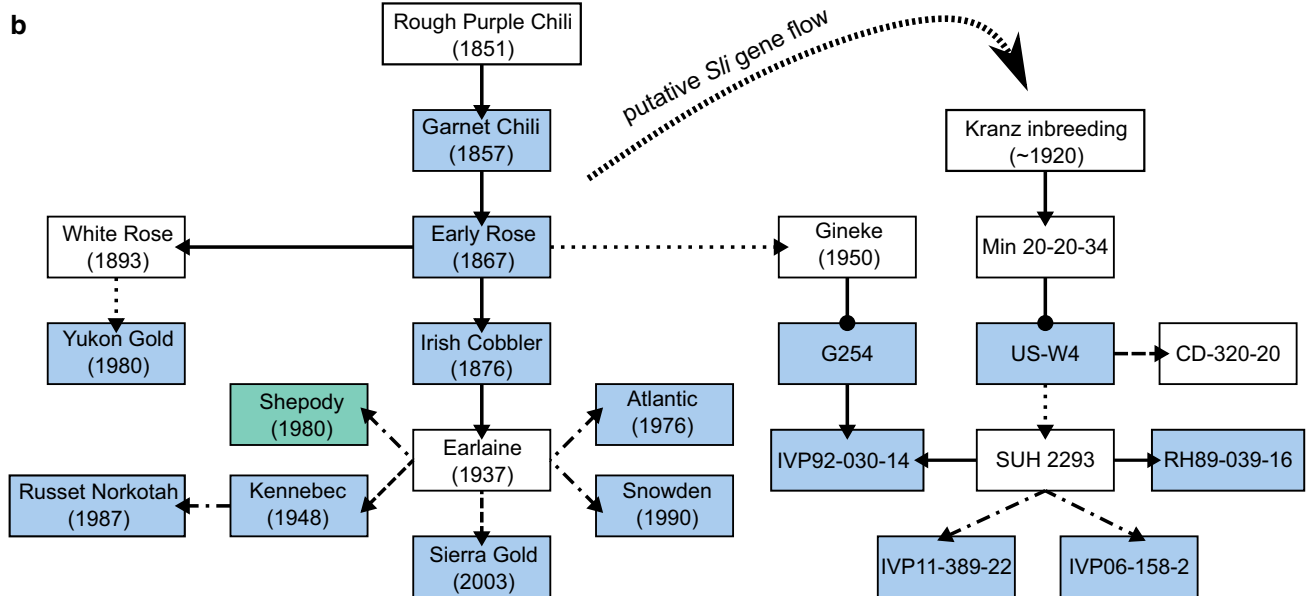 b
Rough Purple Chili
(1851)
putative Sli gene flow
Garnet Chili
(1857)
Kranz inbreeding
(~1920)
White Rose
(1893)
Early Rose
(1867)
Gineke
(1950)
Min 20-20-34
Yukon Gold
(1980)
Irish Cobbler
(1876)
G254
US-W4
CD-320-20
Shepody
(1980)
Earlaine
(1937)
Atlantic
(1976)
IVP92-030-14
SUH 2293
RH89-039-16
Russet Norkotah
(1987)
Kennebec
(1948)
Snowden
(1990)
Sierra Gold
(2003)
IVP11-389-22
IVP06-158-2